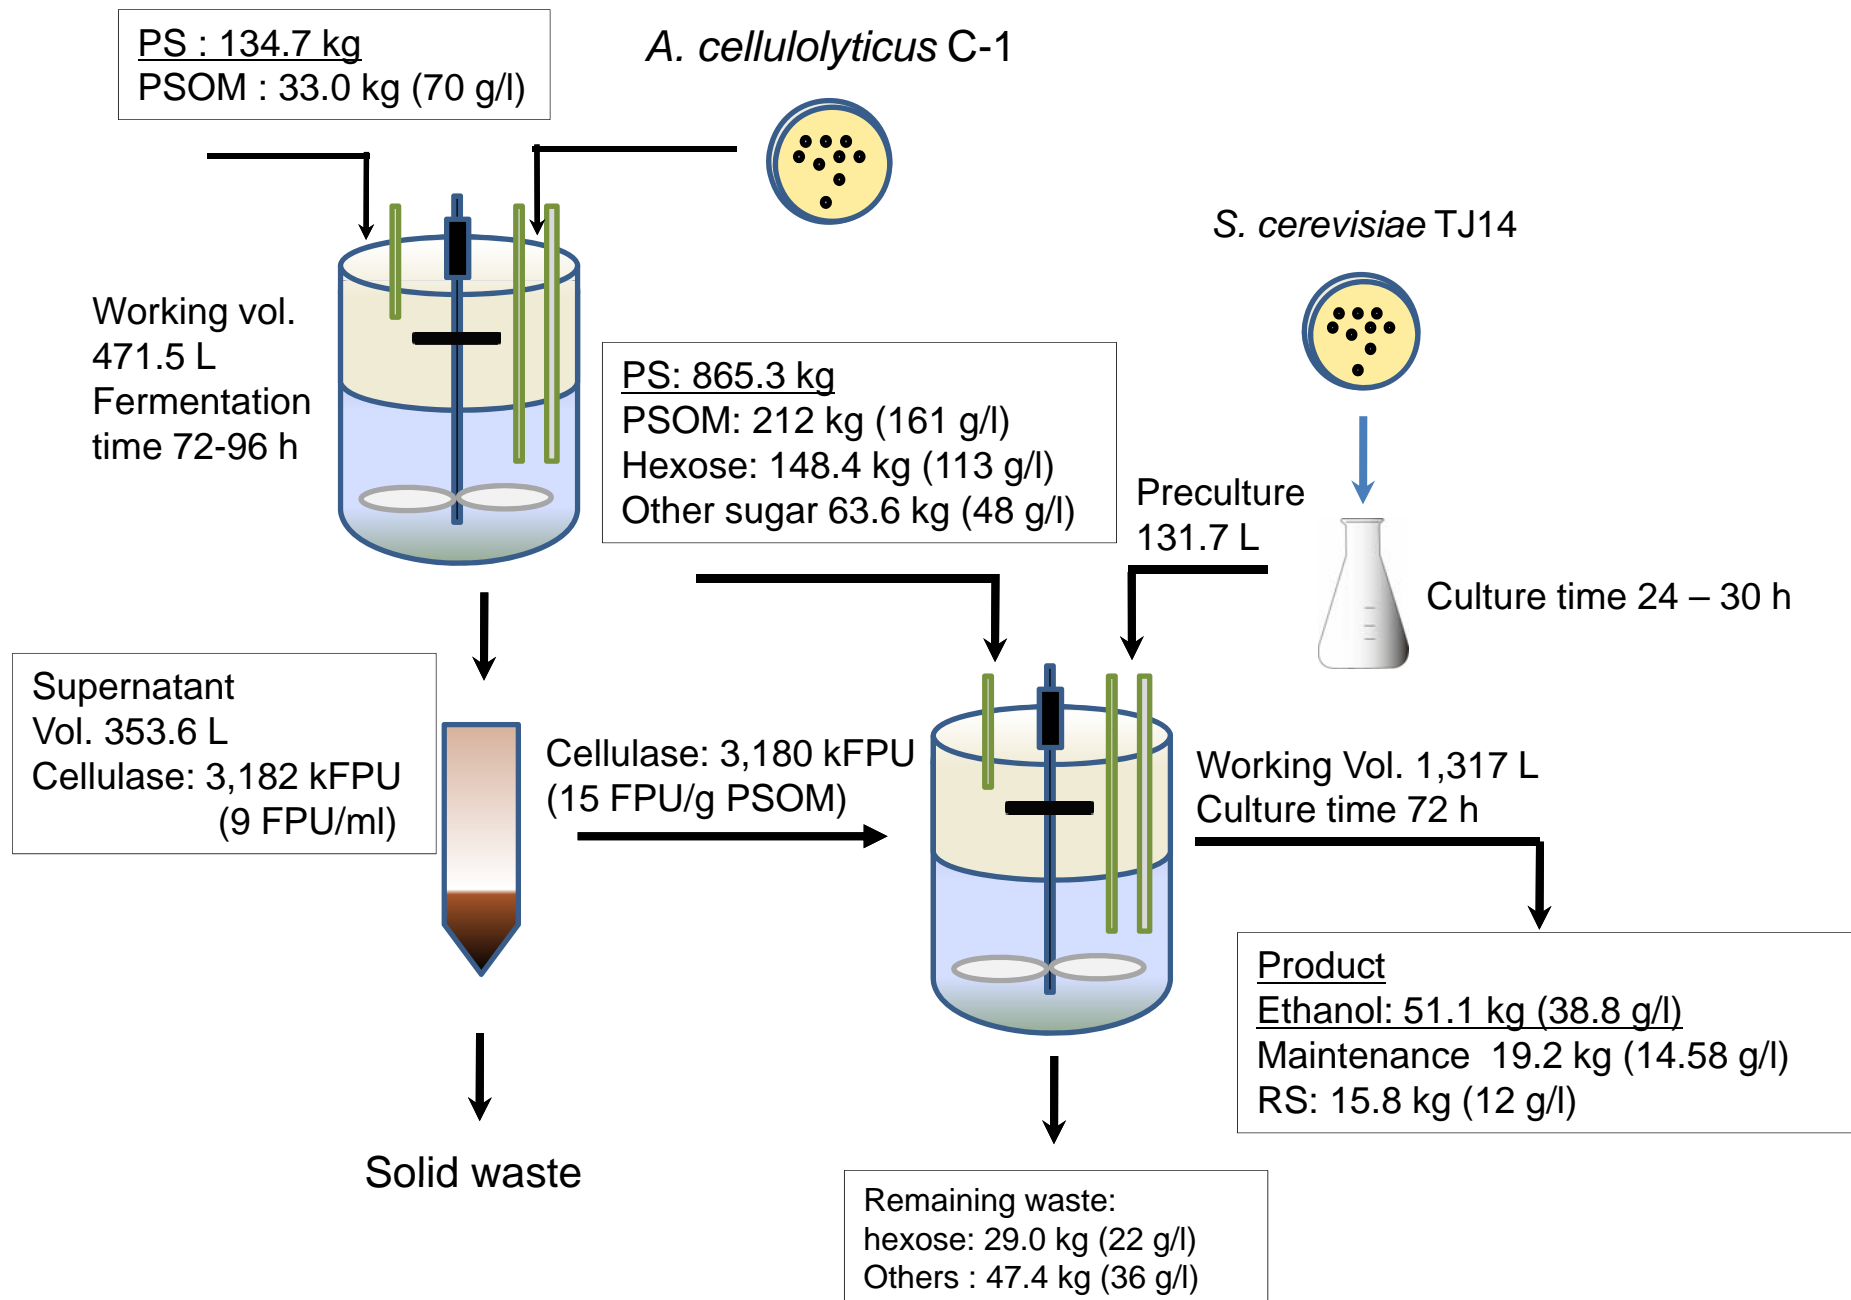 PS : 134.7 kg
PSOM : 33.0 kg (70 g/l)
A. cellulolyticus C-1
S. cerevisiae TJ14
Working vol.
471.5 L
Fermentation
time 72-96 h
PS: 865.3 kg
PSOM: 212 kg (161 g/l)
Hexose: 148.4 kg (113 g/l)
Other sugar 63.6 kg (48 g/l)
Preculture
131.7 L
Culture time 24 – 30 h
Supernatant
Vol. 353.6 L
Cellulase: 3,182 kFPU
(9 FPU/ml)
Cellulase: 3,180 kFPU
(15 FPU/g PSOM)
Working Vol. 1,317 L
Culture time 72 h
Product
Ethanol: 51.1 kg (38.8 g/l)
Maintenance 19.2 kg (14.58 g/l)
RS: 15.8 kg (12 g/l)
Solid waste
Remaining waste:
hexose: 29.0 kg (22 g/l)
Others : 47.4 kg (36 g/l)